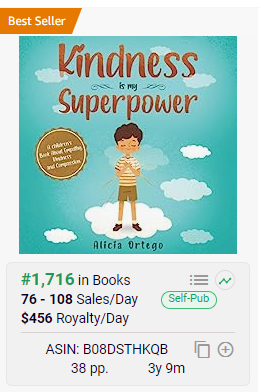 Best Seller
Kindness
is my
Superpower
A Children's
Book About Empathy,
Kindness
and Compassion
Alicia Ortego
#1,716 in Books
76 - 108 Sales/Day
Self-Pub
$456 Royalty/Day
ASIN: B08DSTHKQB
38 pp. 3y 9m